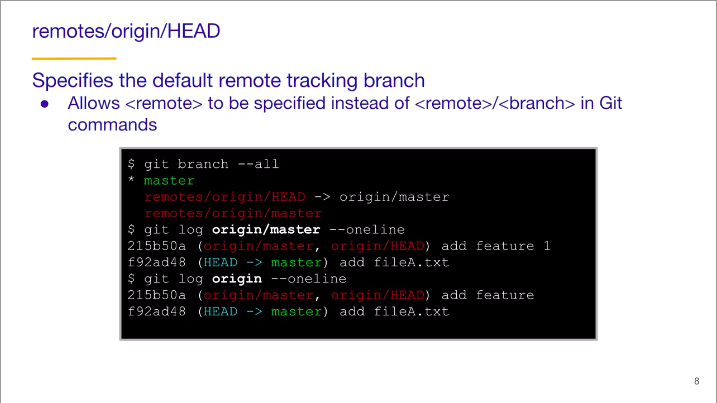 remotes/origin/HEAD
Specifies the default remote tracking branch
● Allows <remote> to be specified instead of <remote>/<branch> in Git
commands
$ git branch --all
* master
remotes/origin/HEAD -> origin/master
remotes/origin/master
$ git log origin/master --oneline
215b50a (origin/master, origin/HEAD) add feature 1
f92ad48 (HEAD -> master) add fileA.txt
$ git log origin --oneline
215b50a (origin/master, origin/HEAD) add feature
f92ad48 (HEAD -> master) add fileA.txt
8